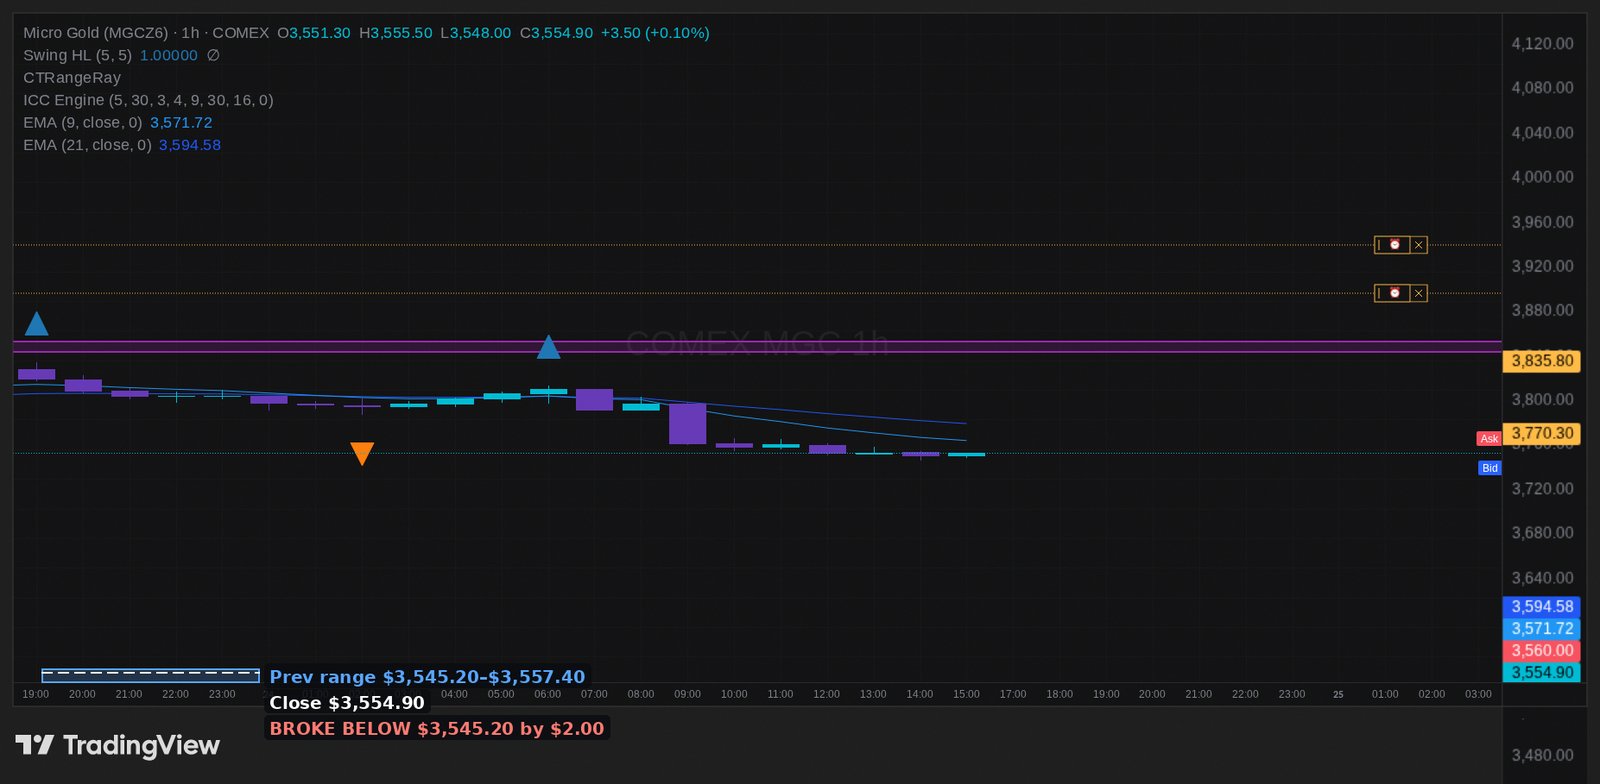 Micro Gold (MGCZ6) · 1h · COMEX O3,551.30 H3,555.50 L3,548.00 C3,554.90 +3.50 (+0.10%)
Swing HL (5, 5) 1.00000 ∅
CTRangeRay
ICC Engine (5, 30, 3, 4, 9, 30, 16, 0)
EMA (9, close, 0) 3,571.72
EMA (21, close, 0) 3,594.58
COMEX MGC 1h
4,120.00
4,080.00
4,040.00
4,000.00
3,960.00
3,920.00
3,880.00
3,835.80
3,800.00
Ask
3,770.30
Bid
3,720.00
3,680.00
3,640.00
3,594.58
3,571.72
3,560.00
3,554.90
3,480.00
Prev range $3,545.20–$3,557.40
19:00 20:00 21:00 22:00 23:00 04:00 05:00 06:00 07:00 08:00 09:00 10:00 11:00 12:00 13:00 14:00 15:00 17:00 18:00 19:00 20:00 21:00 22:00 23:00 25 01:00 02:00 03:00
Close $3,554.90
BROKE BELOW $3,545.20 by $2.00
TradingView